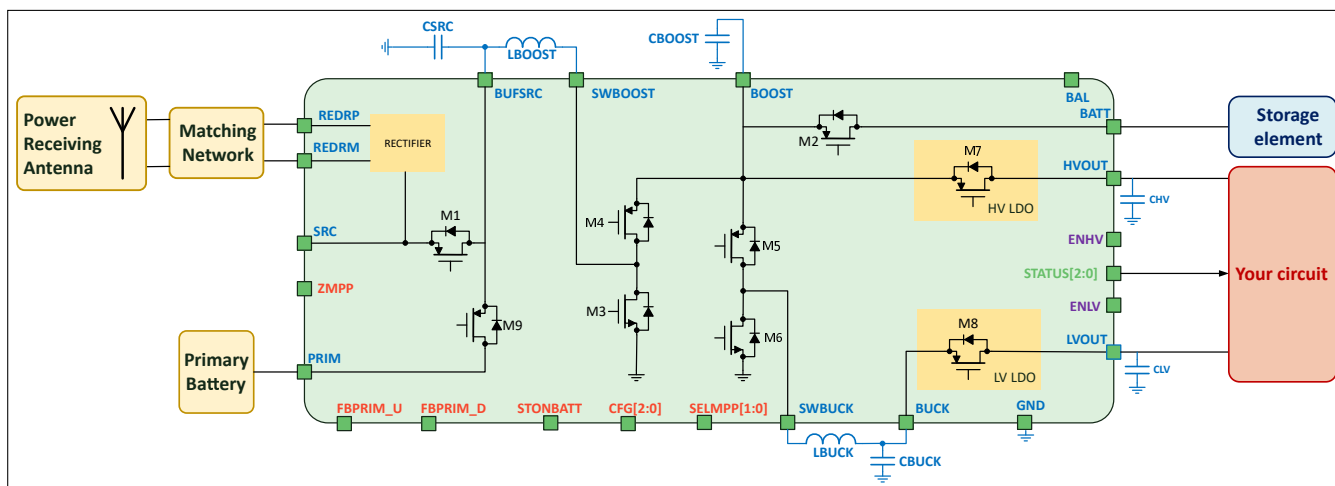 CSRC
LBOOST
CBOOST
BUFSRC
SWBOOST
BOOST
BAL
BATT
Power
Receiving
Antenna
Matching
Network
REDRP
REDRM
RECTIFIER
M2
Storage
element
M7
HV LDO
HVOUT
CHV
SRC
M1
M4
M5
ENHV
STATUS[2:0]
Your circuit
ZMPP
M9
M3
M6
ENLV
M8
LV LDO
LVOUT
CLV
Primary
Battery
PRIM
FBPRIM_U
FBPRIM_D
STONBATT
CFG[2:0]
SELMPP[1:0]
SWBUCK
BUCK
GND
LBUCK
CBUCK